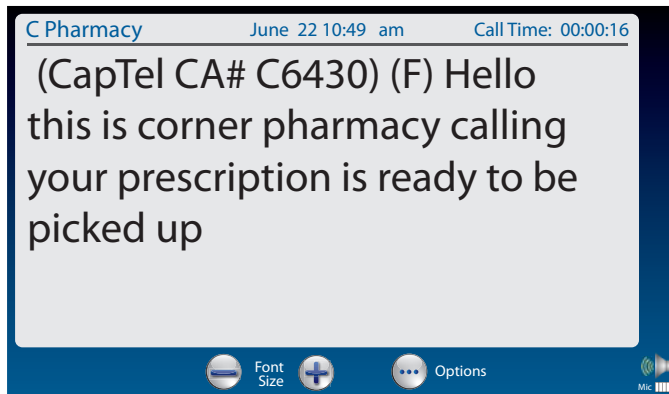 C Pharmacy June 22 10:49 am Call Time: 00:00:16
(CapTel CA# C6430) (F) Hello
this is corner pharmacy calling
your prescription is ready to be
picked up
Font Size Options
Mic